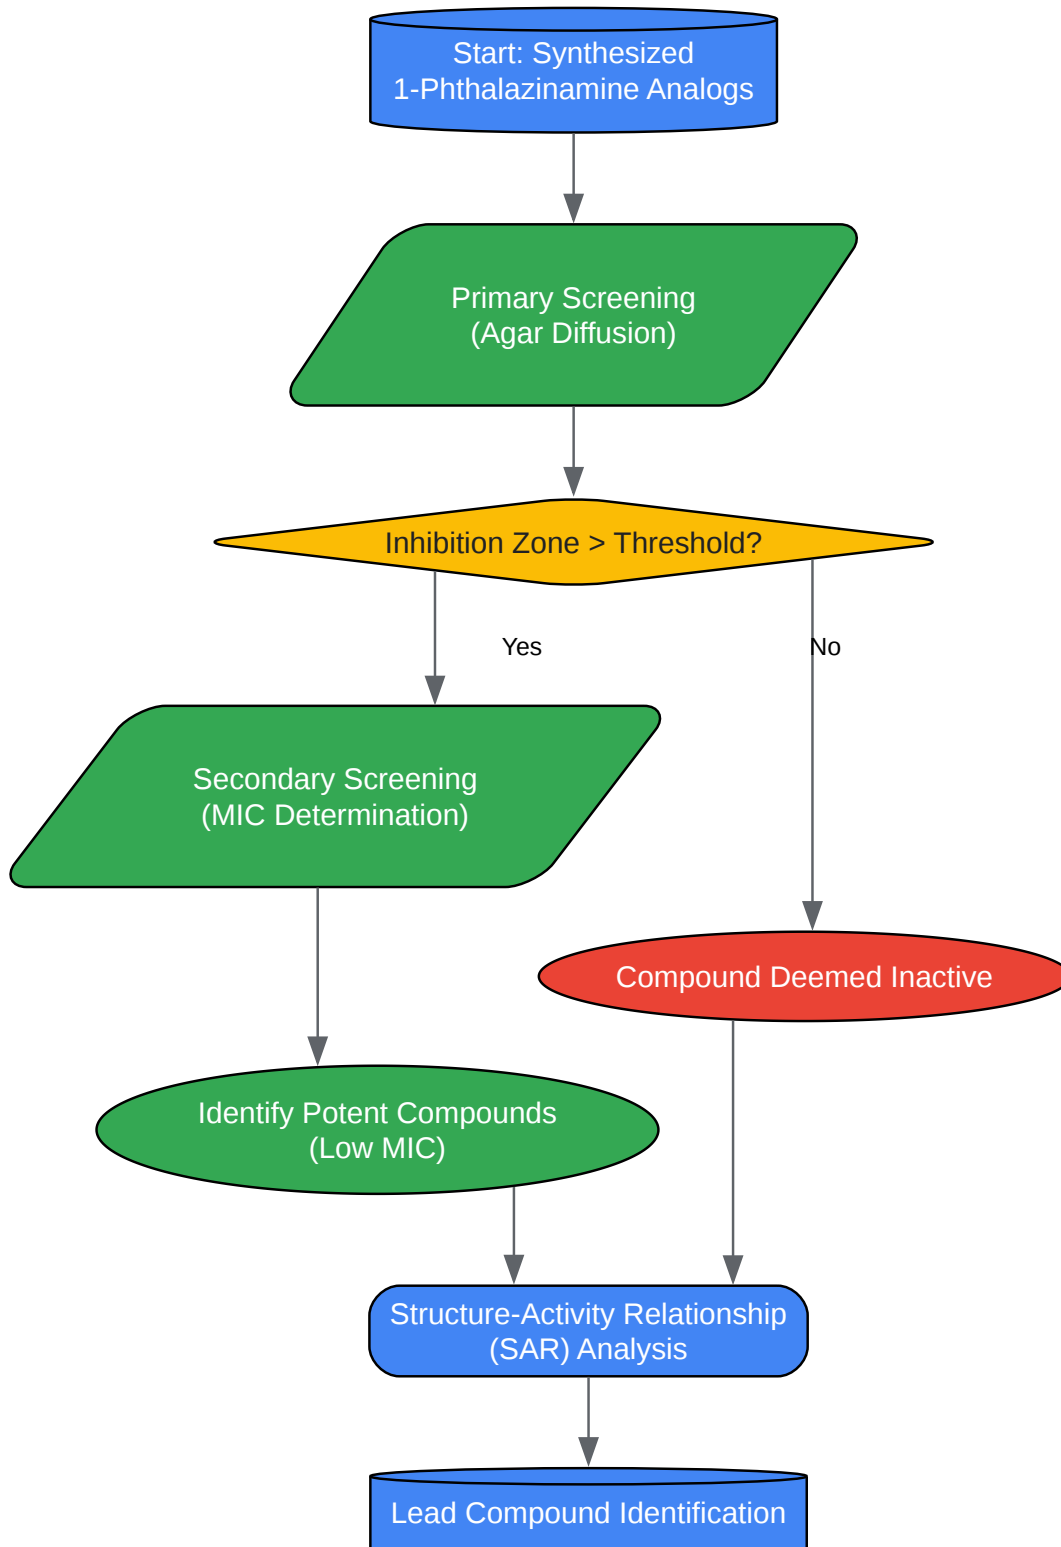 Start: Synthesized
1-Phthalazinamine Analogs
Primary Screening
(Agar Diffusion)
Inhibition Zone > Threshold?
Yes
No
Secondary Screening
(MIC Determination)
Compound Deemed Inactive
Identify Potent Compounds
(Low MIC)
Structure-Activity Relationship
(SAR) Analysis
Lead Compound Identification